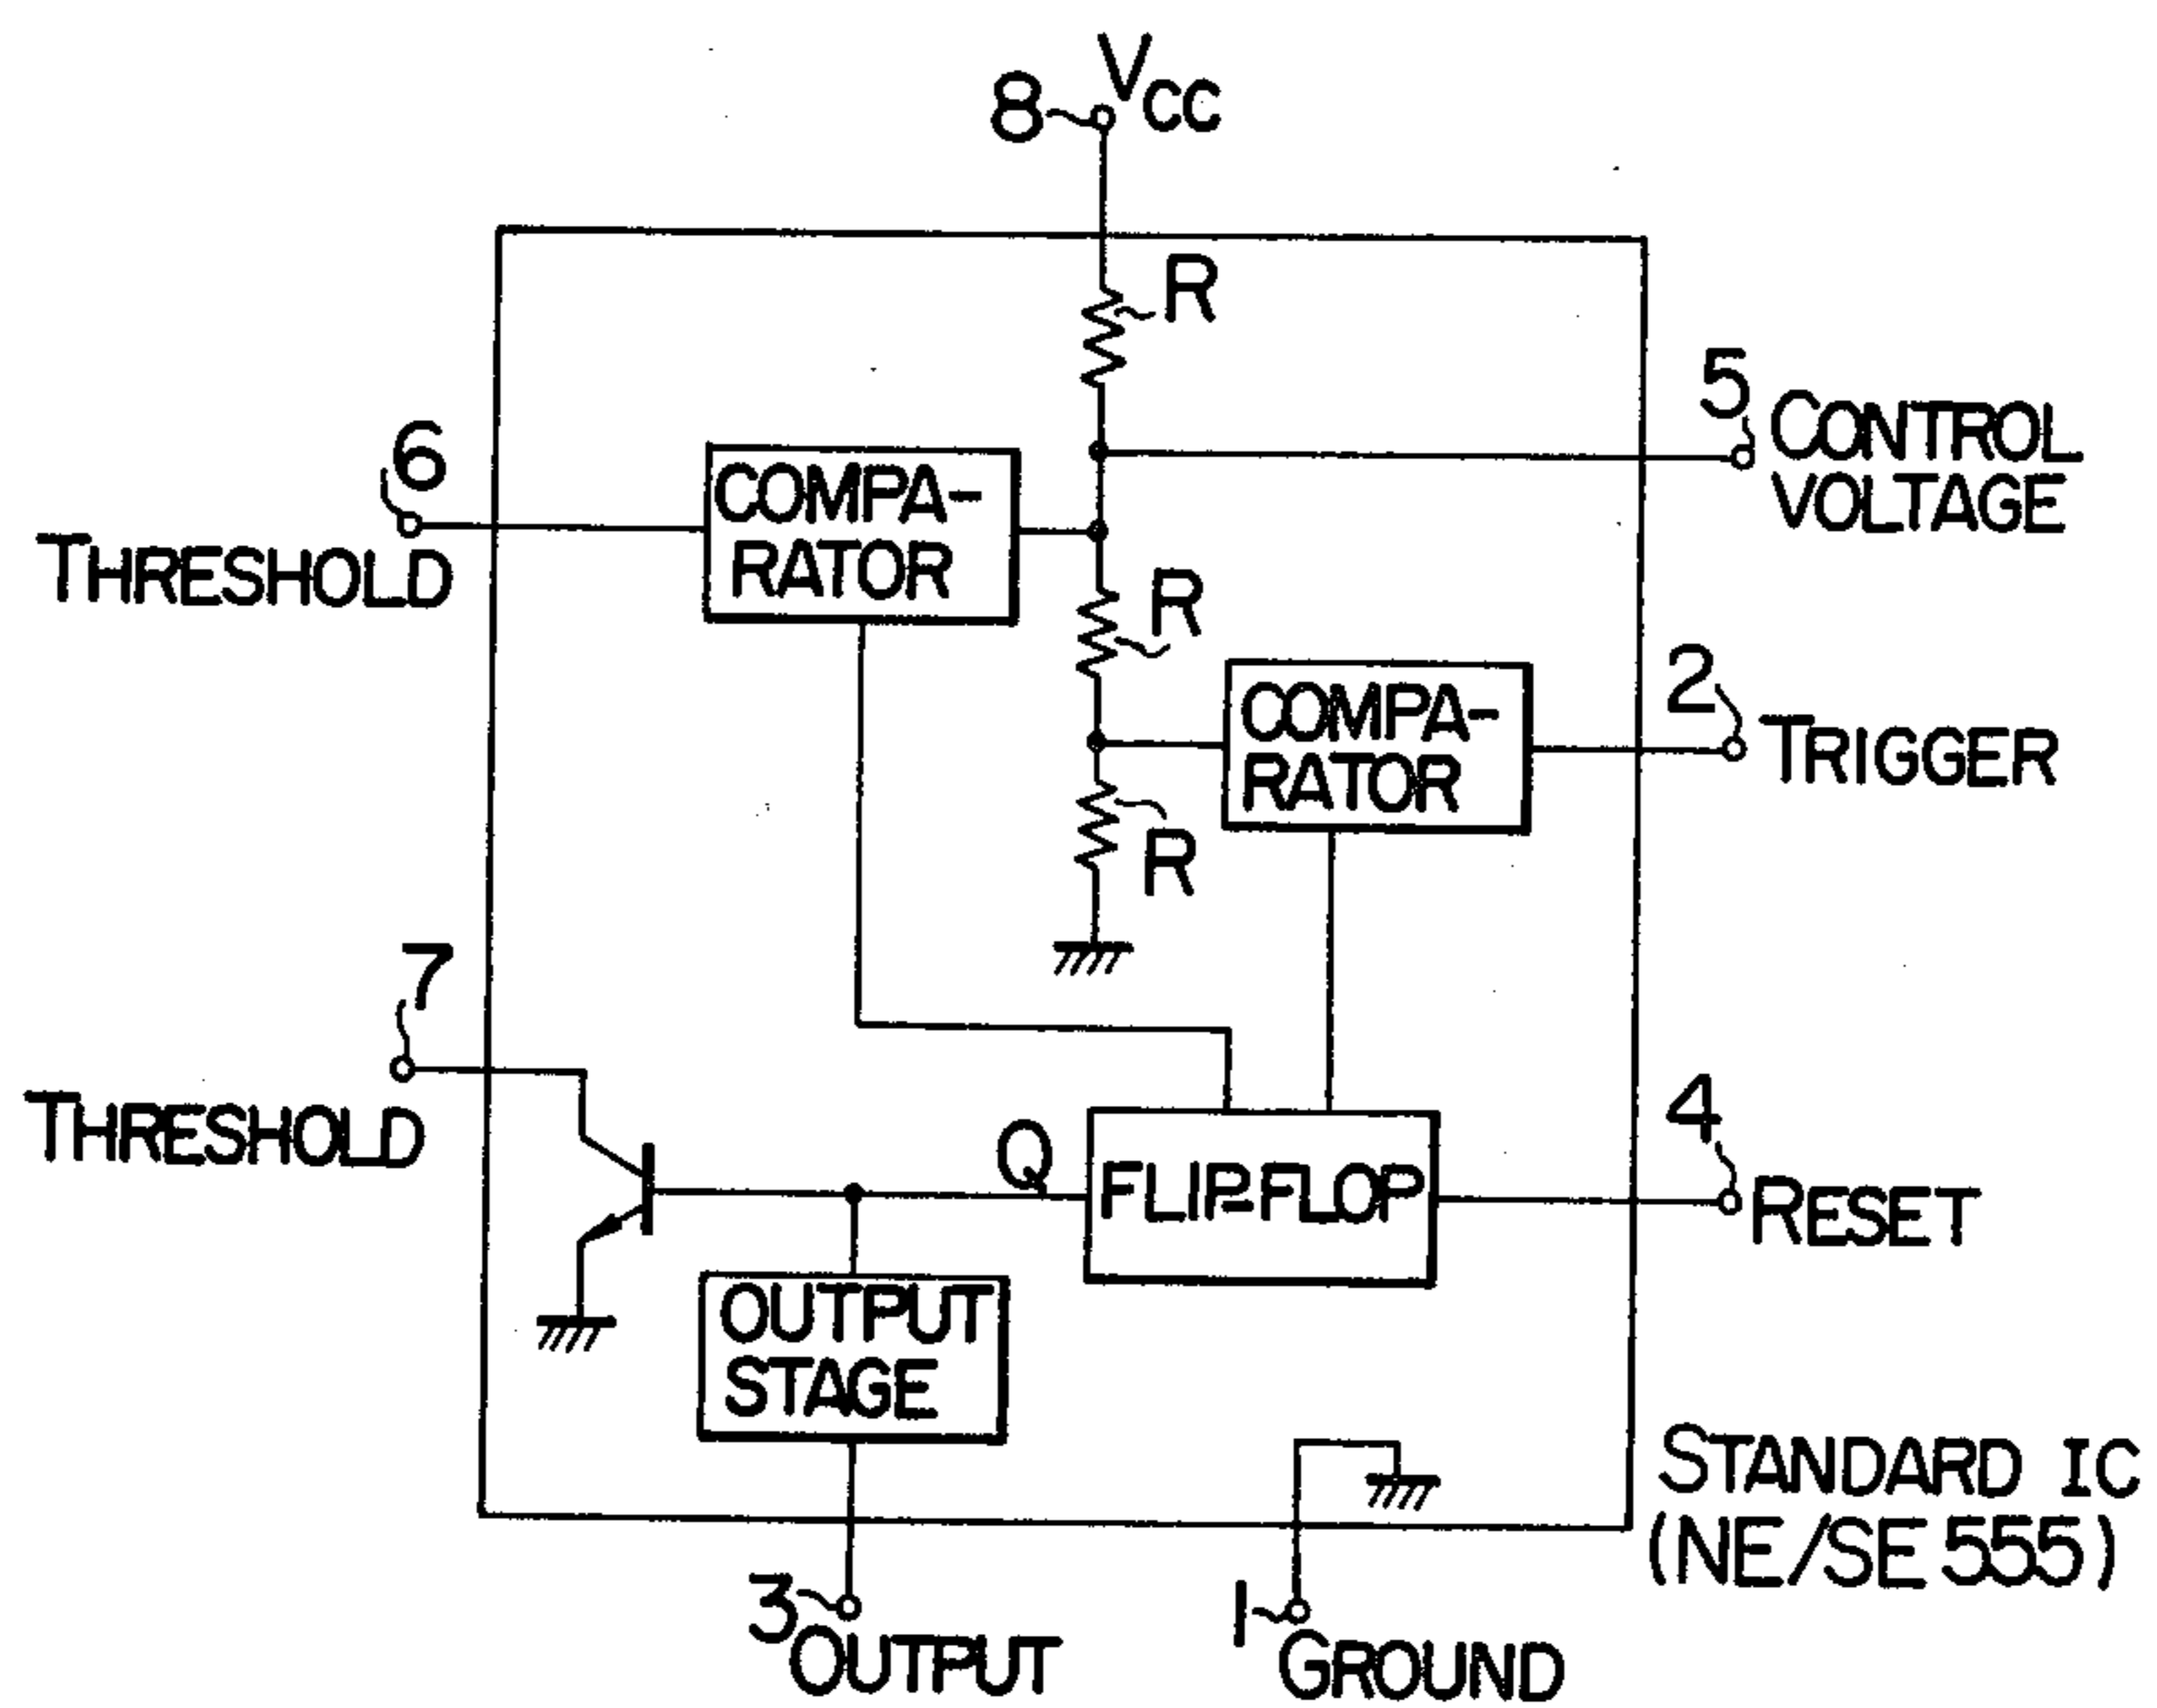 8
VCC
R
5
CONTROL
VOLTAGE
6
THRESHOLD
COMPA-
RATOR
R
2
TRIGGER
COMPA-
RATOR
R
7
THRESHOLD
Q
FLIP-FLOP
4
RESET
OUTPUT
STAGE
STANDARD IC
(NE/SE 555)
3
OUTPUT
1
GROUND